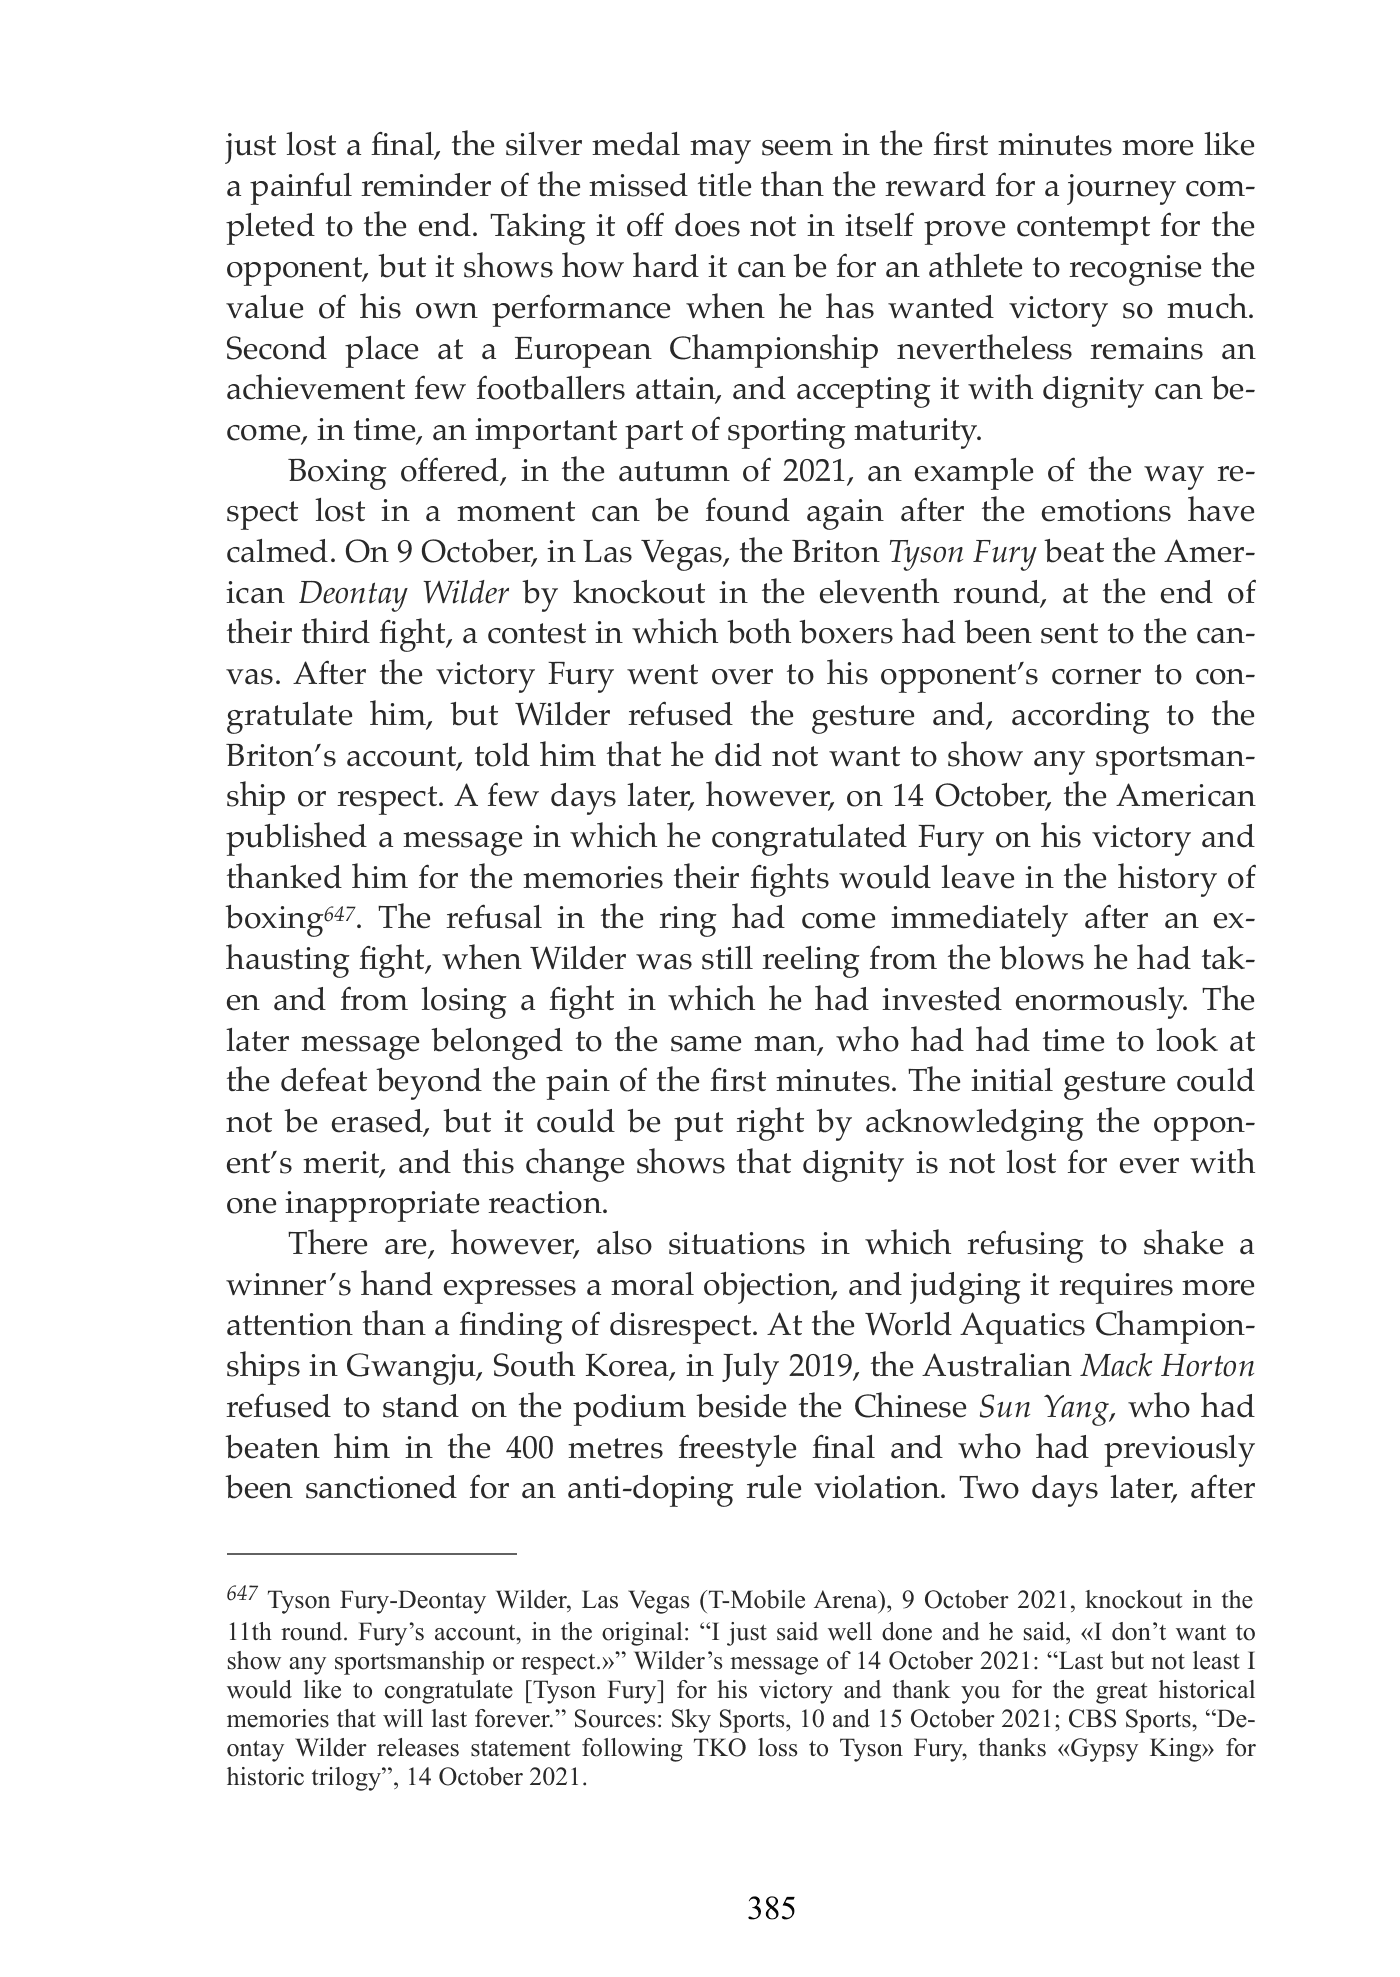 just lost a final, the silver medal may seem in the first minutes more like
a painful reminder of the missed title than the reward for a journey com-
pleted to the end. Taking it off does not in itself prove contempt for the
opponent, but it shows how hard it can be for an athlete to recognise the
value of his own performance when he has wanted victory so much.
Second place at a European Championship nevertheless remains an
achievement few footballers attain, and accepting it with dignity can be-
come, in time, an important part of sporting maturity.
Boxing offered, in the autumn of 2021, an example of the way re-
spect lost in a moment can be found again after the emotions have
calmed. On 9 October, in Las Vegas, the Briton Tyson Fury beat the Amer-
ican Deontay Wilder by knockout in the eleventh round, at the end of
their third fight, a contest in which both boxers had been sent to the can-
vas. After the victory Fury went over to his opponent’s corner to con-
gratulate him, but Wilder refused the gesture and, according to the
Briton’s account, told him that he did not want to show any sportsman-
ship or respect. A few days later, however, on 14 October, the American
published a message in which he congratulated Fury on his victory and
thanked him for the memories their fights would leave in the history of
boxing647. The refusal in the ring had come immediately after an ex-
hausting fight, when Wilder was still reeling from the blows he had tak-
en and from losing a fight in which he had invested enormously. The
later message belonged to the same man, who had had time to look at
the defeat beyond the pain of the first minutes. The initial gesture could
not be erased, but it could be put right by acknowledging the oppon-
ent’s merit, and this change shows that dignity is not lost for ever with
one inappropriate reaction.
There are, however, also situations in which refusing to shake a
winner’s hand expresses a moral objection, and judging it requires more
attention than a finding of disrespect. At the World Aquatics Champion-
ships in Gwangju, South Korea, in July 2019, the Australian Mack Horton
refused to stand on the podium beside the Chinese Sun Yang, who had
beaten him in the 400 metres freestyle final and who had previously
been sanctioned for an anti-doping rule violation. Two days later, after
647 Tyson Fury-Deontay Wilder, Las Vegas (T-Mobile Arena), 9 October 2021, knockout in the
11th round. Fury’s account, in the original: “I just said well done and he said, «I don’t want to
show any sportsmanship or respect.»” Wilder’s message of 14 October 2021: “Last but not least I
would like to congratulate [Tyson Fury] for his victory and thank you for the great historical
memories that will last forever.” Sources: Sky Sports, 10 and 15 October 2021; CBS Sports, “De-
ontay Wilder releases statement following TKO loss to Tyson Fury, thanks «Gypsy King» for
historic trilogy”, 14 October 2021.
385